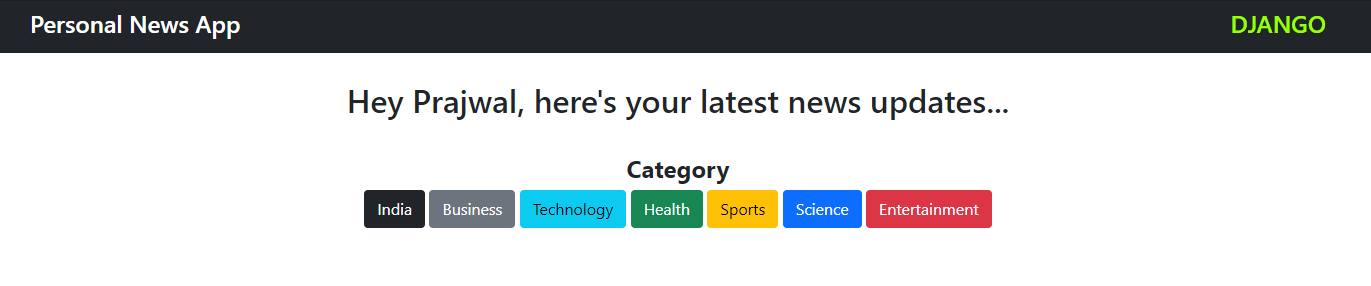 Personal News App DJANGO
Hey Prajwal, here's your latest news updates...
Category
India Business Technology Health Sports Science Entertainment